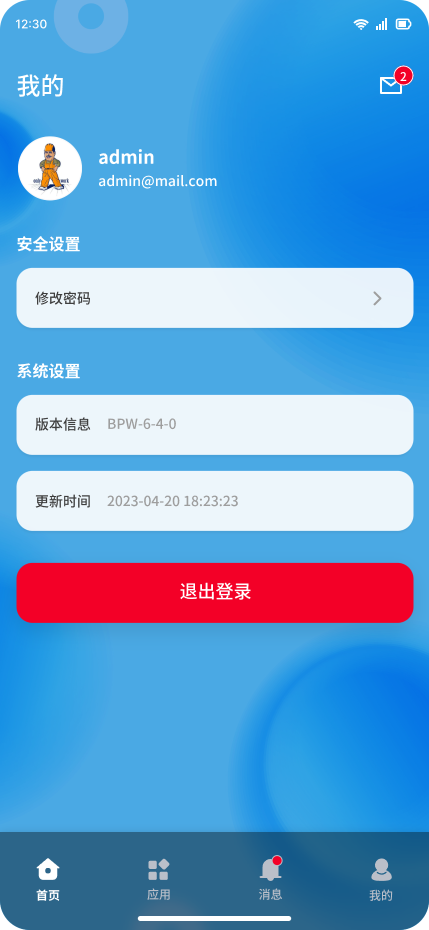 12:30
我的
2
admin
admin@mail.com
安全设置
修改密码
系统设置
版本信息 BPW-6-4-0
更新时间 2023-04-20 18:23:23
退出登录
首页 应用 消息 我的